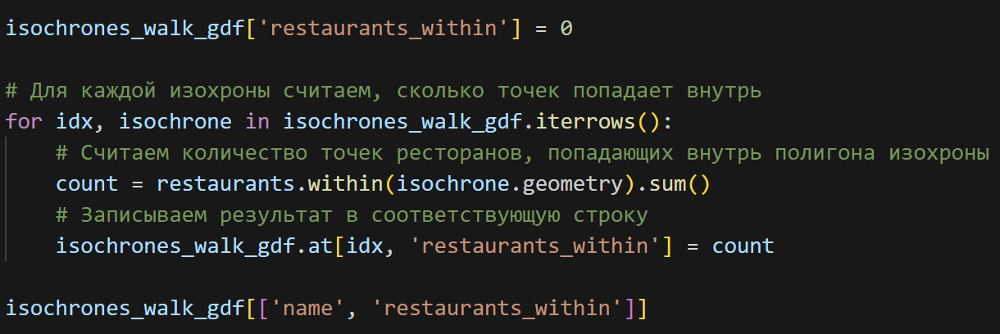 isochrones_walk_gdf['restaurants_within'] = 0
# Для каждой изохроны считаем, сколько точек попадает внутрь
for idx, isochrone in isochrones_walk_gdf.iterrows():
# Считаем количество точек ресторанов, попадающих внутрь полигона изохроны
count = restaurants.within(isochrone.geometry).sum()
# Записываем результат в соответствующую строку
isochrones_walk_gdf.at[idx, 'restaurants_within'] = count
isochrones_walk_gdf[['name', 'restaurants_within']]